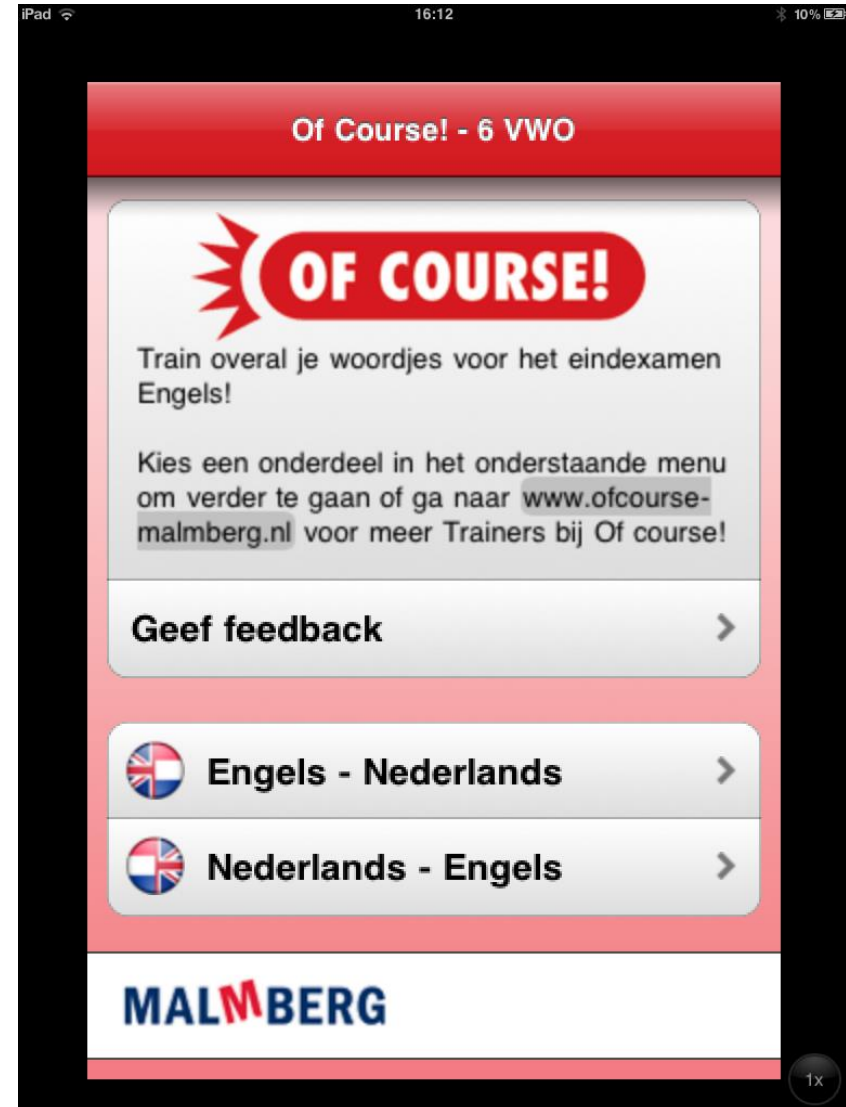 iPad 16:12 10%
Of Course! - 6 VWO
OF COURSE!
Train overal je woordjes voor het eindexamen
Engels!
Kies een onderdeel in het onderstaande menu
om verder te gaan of ga naar www.ofcourse-
malmberg.nl voor meer Trainers bij Of course!
Geef feedback
Engels - Nederlands
Nederlands - Engels
MALMBERG
1x